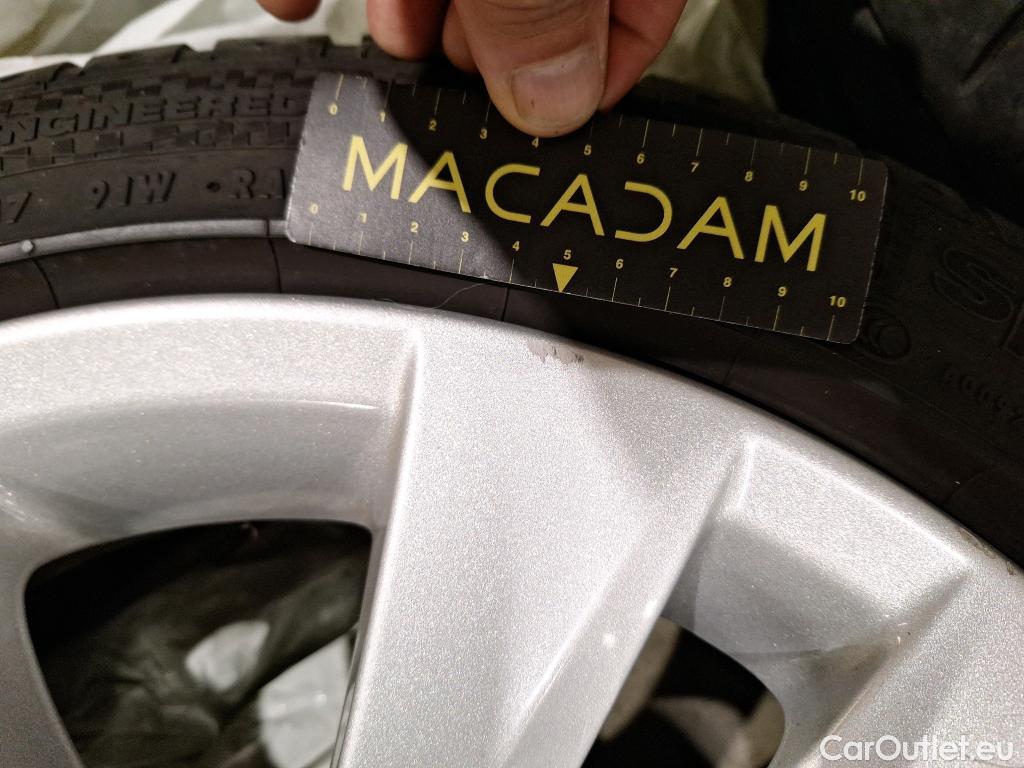 ENGINEERED
91W · RA
0 1 2 3 4 5 6 7 8 9 10
MACADAM
0 1 2 3 4 5 6 7 8 9 10
CarOutlet.eu